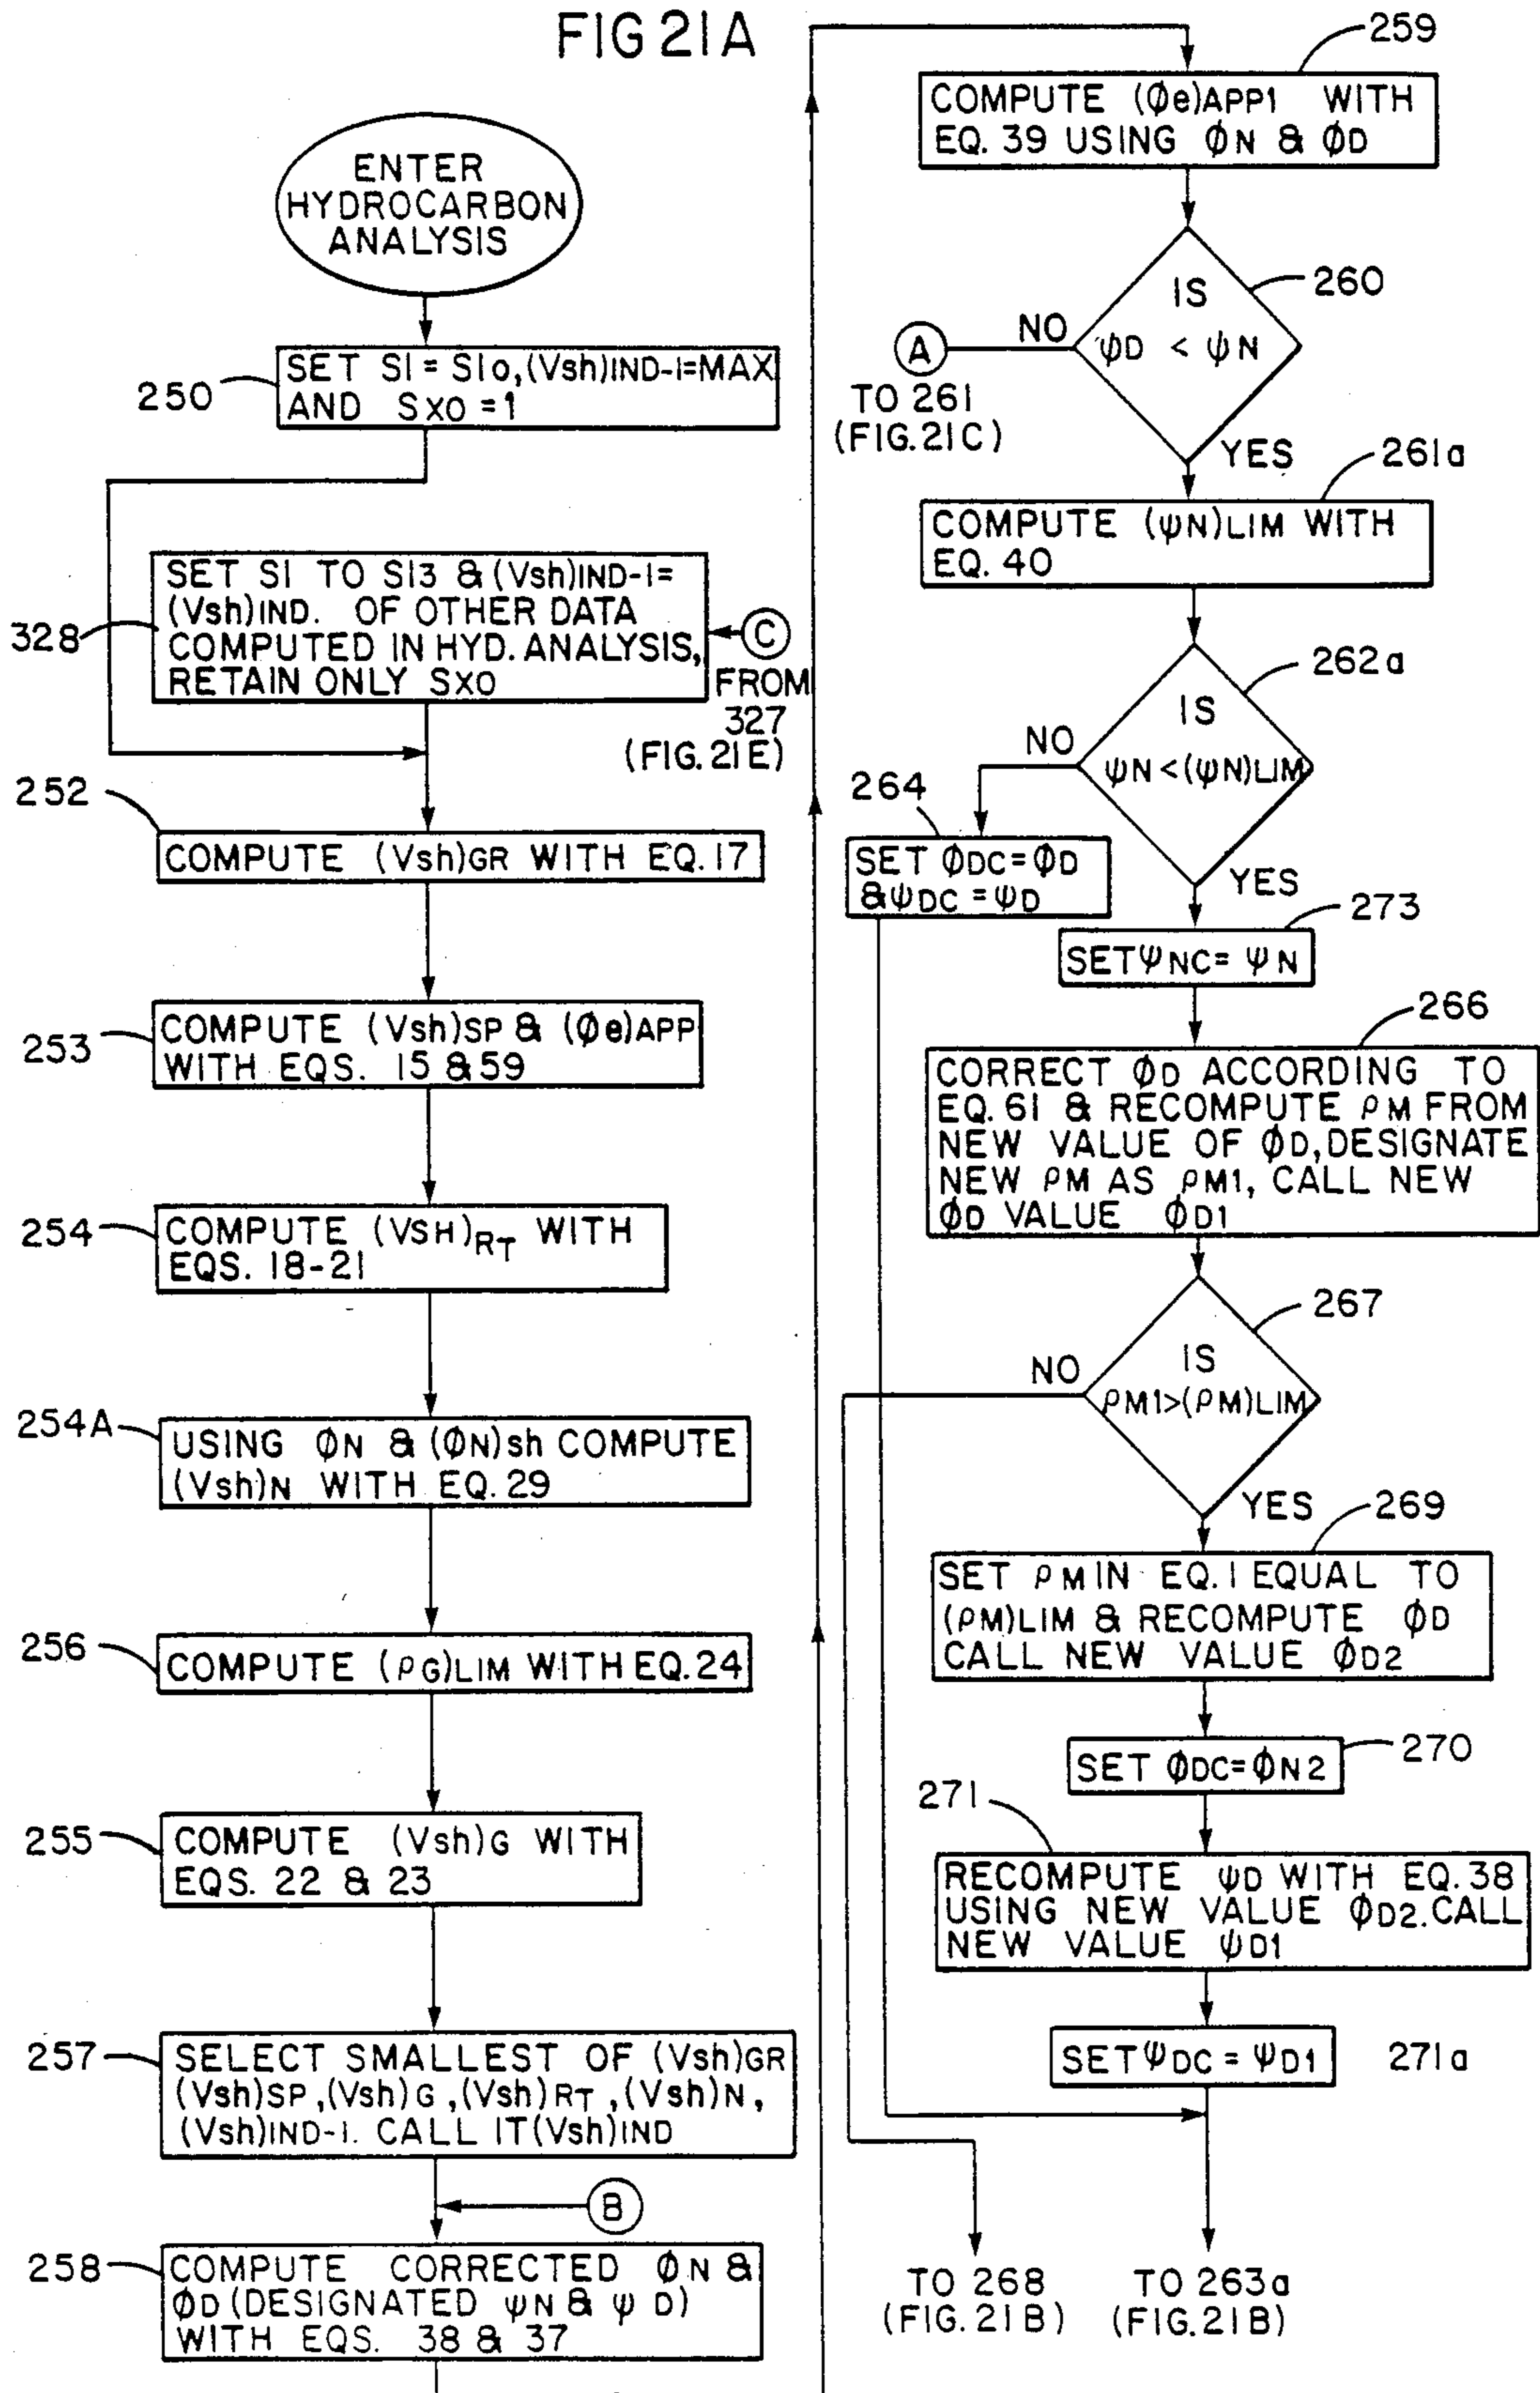 FIG 21A
ENTER
HYDROCARBON
ANALYSIS
250
SET SI = SIo, (Vsh)IND-1=MAX
AND SXO = 1
328
SET SI TO SI3 & (Vsh)IND-1=
(Vsh)IND. OF OTHER DATA
COMPUTED IN HYD. ANALYSIS,
RETAIN ONLY SXO
C
FROM
327
(FIG. 21E)
252
COMPUTE (Vsh)GR WITH EQ. 17
253
COMPUTE (Vsh)SP & (Øe)APP
WITH EQS. 15 & 59
254
COMPUTE (VSH)RT WITH
EQS. 18-21
254A
USING ØN & (ØN)sh COMPUTE
(Vsh)N WITH EQ. 29
256
COMPUTE (ρG)LIM WITH EQ. 24
255
COMPUTE (Vsh)G WITH
EQS. 22 & 23
257
SELECT SMALLEST OF (Vsh)GR
(Vsh)SP, (Vsh)G, (Vsh)RT, (Vsh)N,
(Vsh)IND-1. CALL IT (Vsh)IND
B
258
COMPUTE CORRECTED ØN &
ØD (DESIGNATED ψN & ψD)
WITH EQS. 38 & 37
259
COMPUTE (Øe)APP1 WITH
EQ. 39 USING ØN & ØD
260
IS
ψD < ψN
NO
A
TO 261
(FIG. 21C)
YES
261a
COMPUTE (ψN)LIM WITH
EQ. 40
262a
IS
ψN < (ψN)LIM
NO
264
SET ØDC = ØD
& ψDC = ψD
YES
273
SET ψNC = ψN
266
CORRECT ØD ACCORDING TO
EQ. 61 & RECOMPUTE ρM FROM
NEW VALUE OF ØD, DESIGNATE
NEW ρM AS ρM1, CALL NEW
ØD VALUE ØD1
267
IS
ρM1 > (ρM)LIM
NO
YES
269
SET ρM IN EQ. 1 EQUAL TO
(ρM)LIM & RECOMPUTE ØD
CALL NEW VALUE ØD2
270
SET ØDC = ØN2
271
RECOMPUTE ψD WITH EQ. 38
USING NEW VALUE ØD2. CALL
NEW VALUE ψD1
SET ψDC = ψD1
271a
TO 268
(FIG. 21B)
TO 263a
(FIG. 21B)